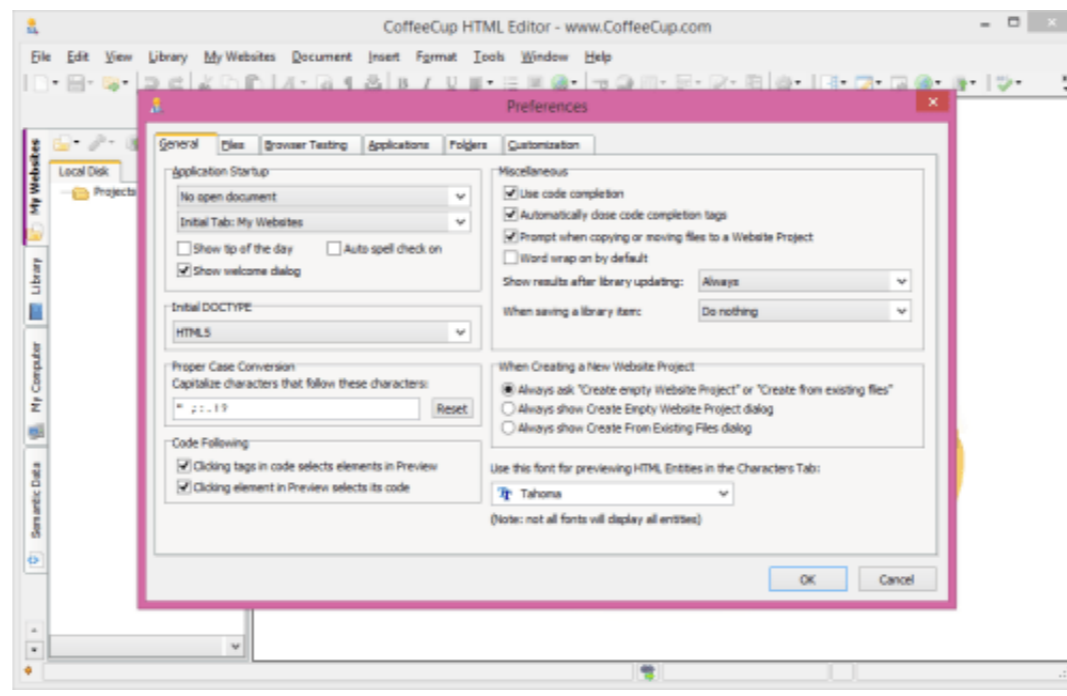 CoffeeCup HTML Editor - www.CoffeeCup.com
File Edit View Library My Websites Document Insert Format Tools Window Help
Preferences
General Files Browser Testing Applications Folders Customization
My Websites
Library
My Computer
Semantic Data
Local Disk
Projects
Application Startup
No open document
Initial Tab: My Websites
Show tip of the day Auto spell check on
Show welcome dialog
Initial DOCTYPE
HTML5
Proper Case Conversion
Capitalize characters that follow these characters:
Reset
Code Following
Clicking tags in code selects elements in Preview
Clicking element in Preview selects its code
Miscellaneous
Use code completion
Automatically close code completion tags
Prompt when copying or moving files to a Website Project
Word wrap on by default
Show results after library updating: Always
When saving a library item: Do nothing
When Creating a New Website Project
Always ask "Create empty Website Project" or "Create from existing files"
Always show Create Empty Website Project dialog
Always show Create From Existing Files dialog
Use this font for previewing HTML Entities in the Characters Tab:
Tahoma
(Note: not all fonts will display all entities)
OK Cancel